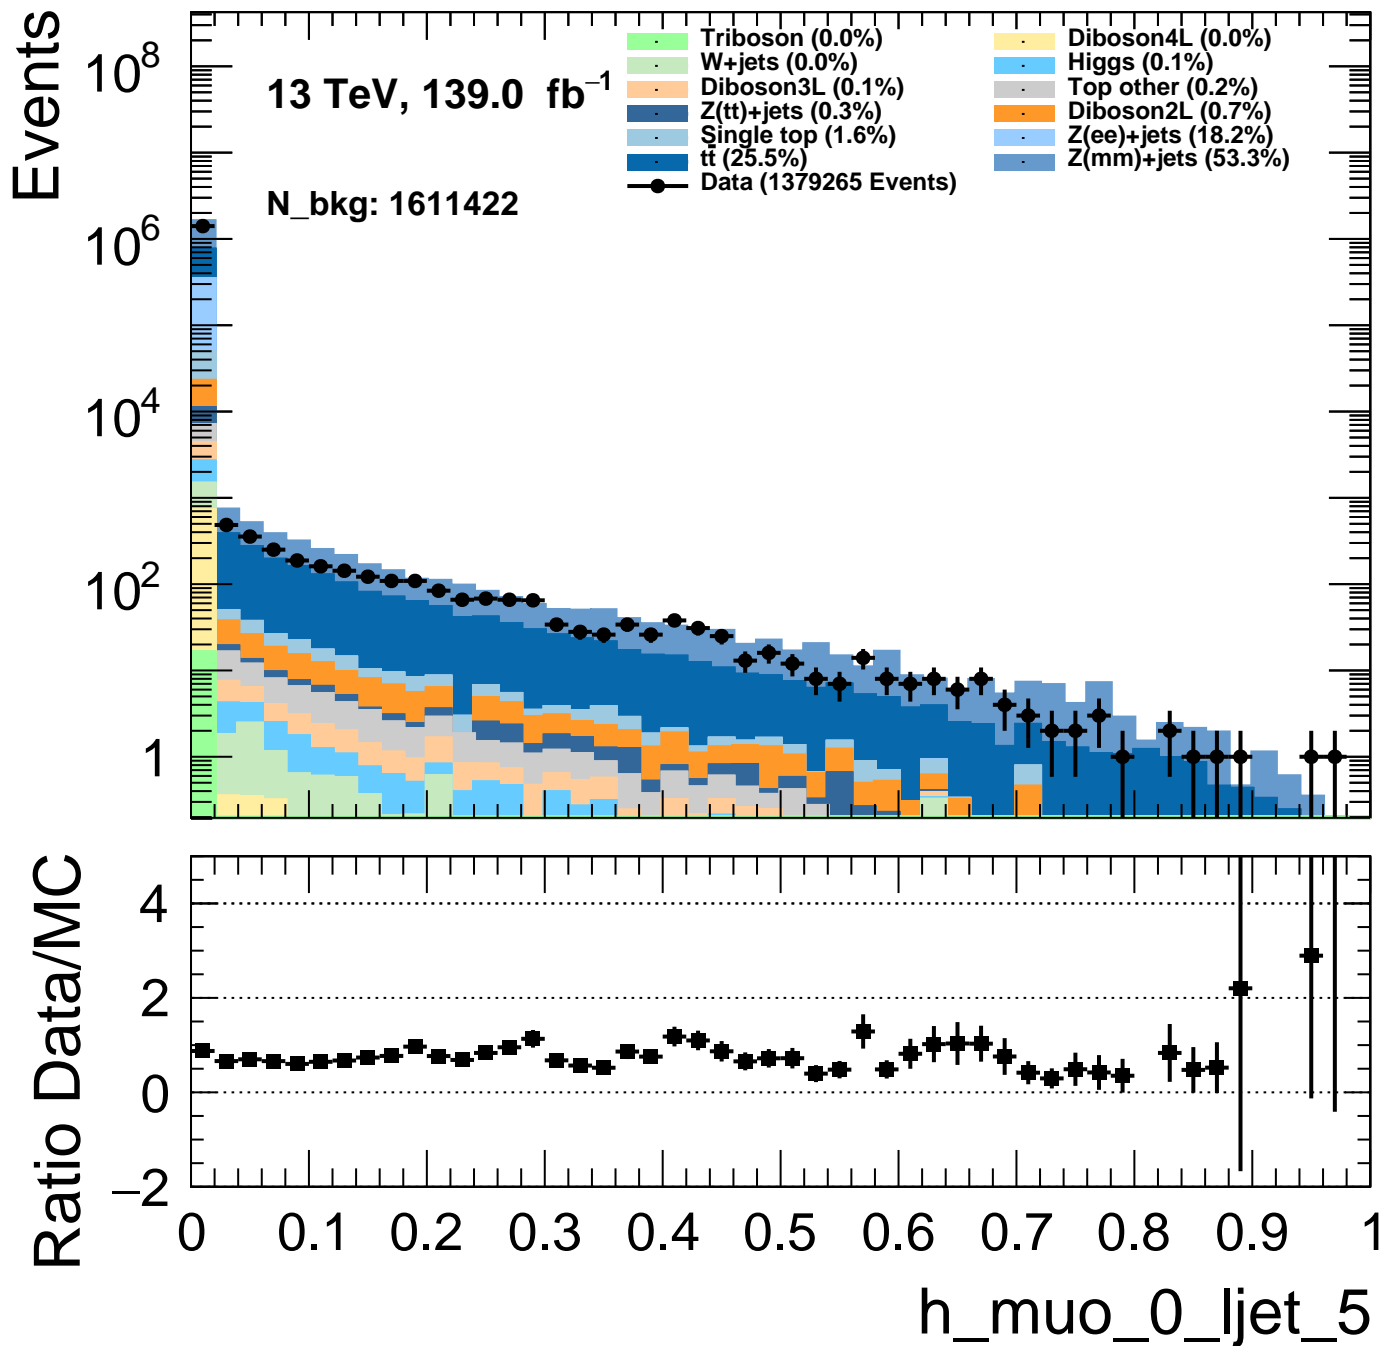 Events
10^8
10^6
10^4
10^2
1
13 TeV, 139.0 fb^−1
N_bkg: 1611422
Triboson (0.0%)
W+jets (0.0%)
Diboson3L (0.1%)
Z(tt)+jets (0.3%)
Single top (1.6%)
tt̄ (25.5%)
Data (1379265 Events)
Diboson4L (0.0%)
Higgs (0.1%)
Top other (0.2%)
Diboson2L (0.7%)
Z(ee)+jets (18.2%)
Z(mm)+jets (53.3%)
Ratio Data/MC
4
2
0
−2
0 0.1 0.2 0.3 0.4 0.5 0.6 0.7 0.8 0.9 1
h_muo_0_ljet_5